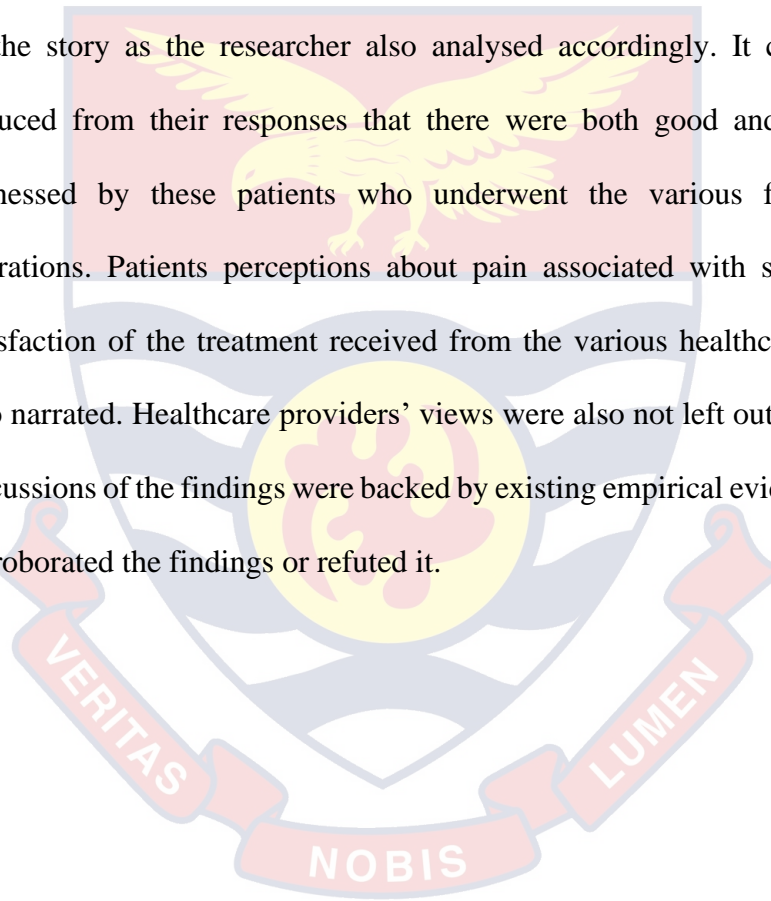 the story as the researcher also analysed accordingly. It
uced from their responses that there were both good and
nessed by these patients who underwent the various
rations. Patients perceptions about pain associated with
sfaction of the treatment received from the various
narrated. Healthcare providers' views were also not left out
cussions of the findings were backed by existing empirical
roborated the findings or refuted it.
VERITAS
NOBIS
LUMEN